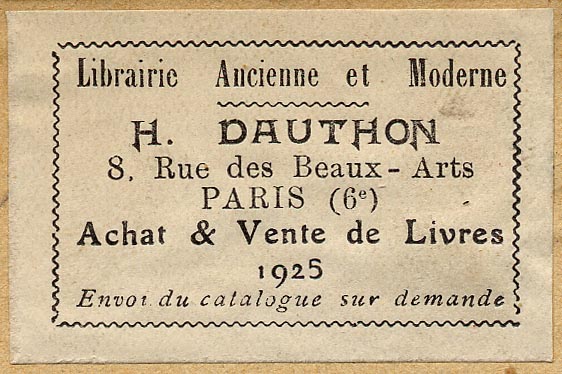 Librairie Ancienne et Moderne
H. DAUTHON
8, Rue des Beaux-Arts
PARIS (6e)
Achat & Vente de Livres
1925
Envoi du catalogue sur demande